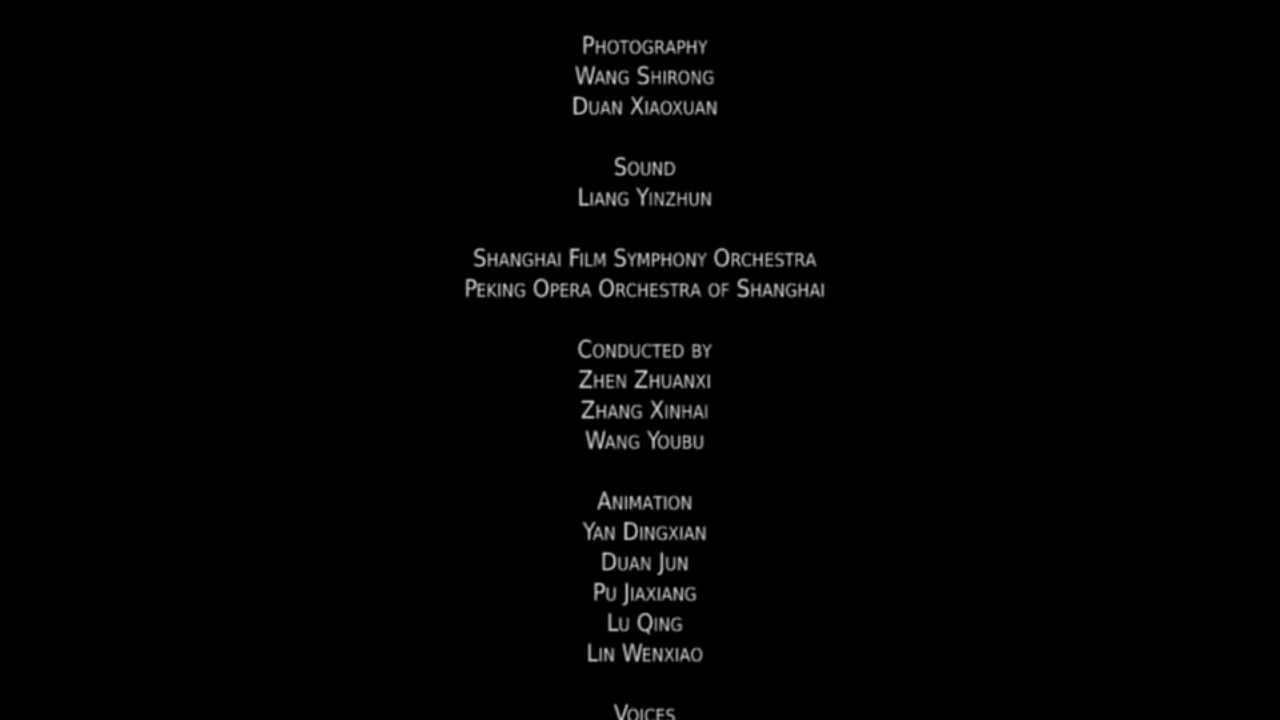 Photography
Wang Shirong
Duan Xiaoxuan
Sound
Liang Yinzhun
Shanghai Film Symphony Orchestra
Peking Opera Orchestra of Shanghai
Conducted by
Zhen Zhuanxi
Zhang Xinhai
Wang Youbu
Animation
Yan Dingxian
Duan Jun
Pu Jiaxiang
Lu Qing
Lin Wenxiao
Voices